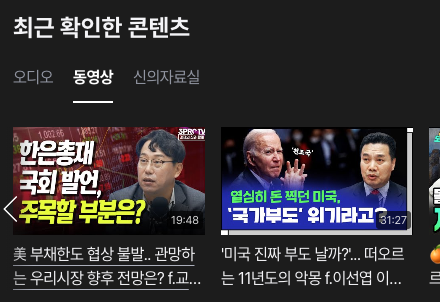 최근 확인한 콘텐츠
오디오 동영상 신의자료실
3PROTV
한은총재
국회 발언,
주목할 부분은?
19:48
'천조국'
열심히 돈 찍던 미국,
'국가부도' 위기라고?
31:27
美 부채한도 협상 불발.. 관망하
는 우리시장 향후 전망은? f.교...
'미국 진짜 부도 날까?'... 떠오르
는 11년도의 악몽 f.이선엽 이...